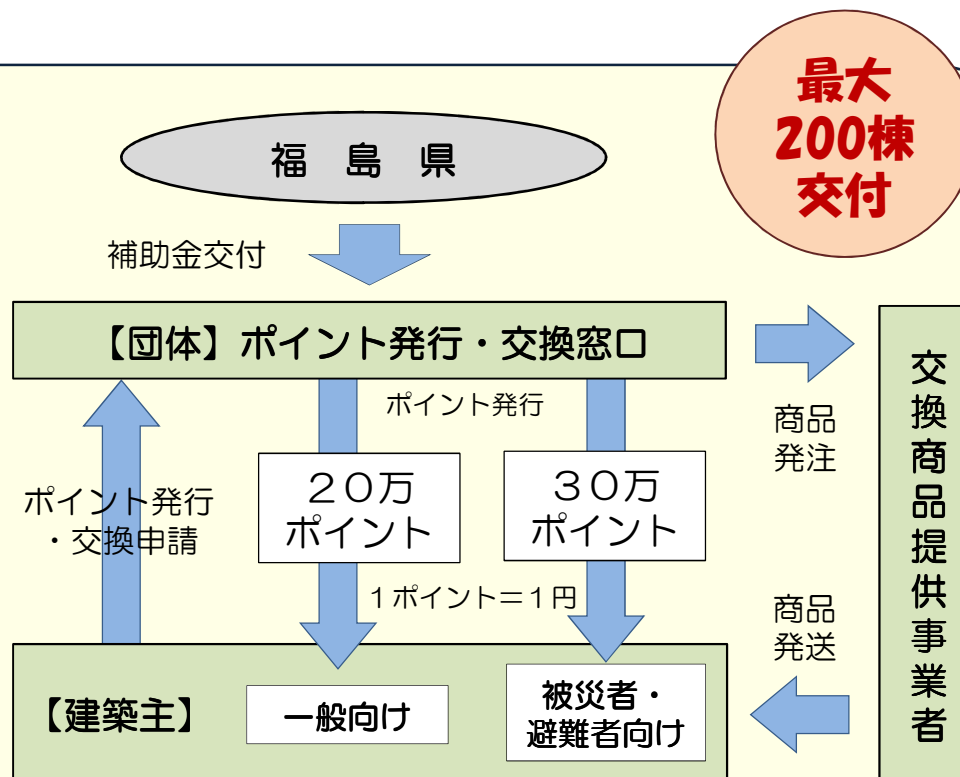 最大
200棟
交付
福島県
補助金交付
【団体】ポイント発行・交換窓口
ポイント発行
商品
発注
ポイント発行
・交換申請
20万
ポイント
30万
ポイント
1ポイント=1円
商品
発送
【建築主】
一般向け
被災者・
避難者向け
交換商品提供事業者